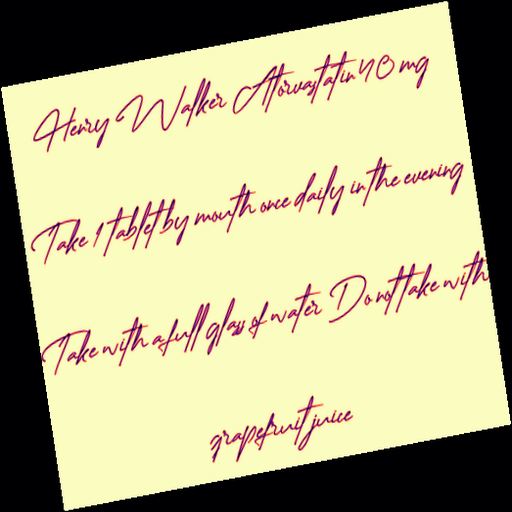 Henry Walker Atorvastatin 40 mg
Take 1 tablet by mouth once daily in the evening
Take with a full glass of water Do not take with
grapefruit juice